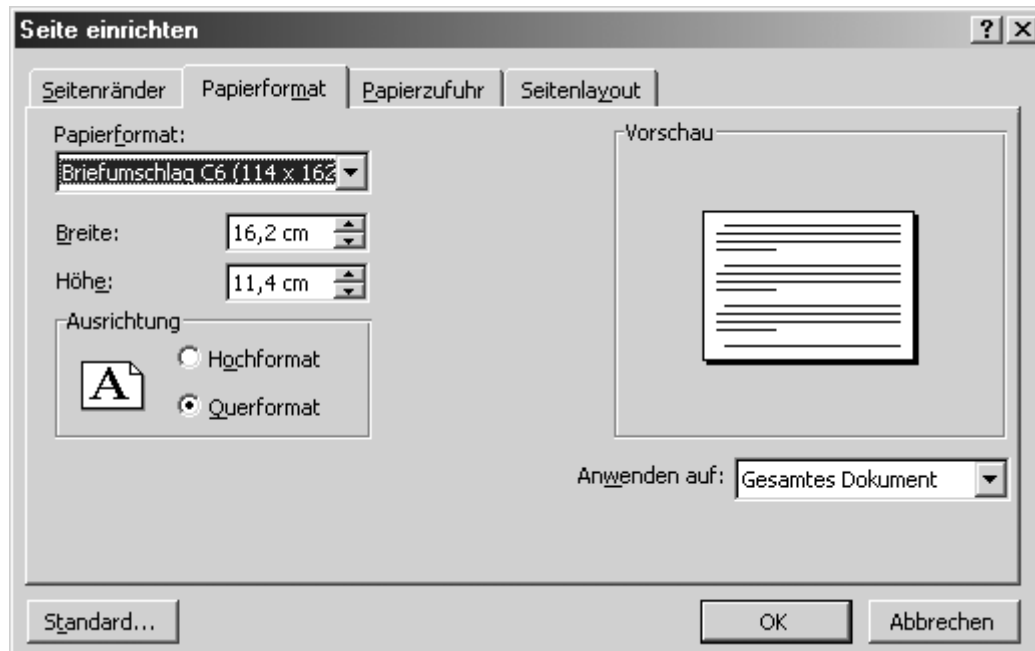 Seite einrichten
Seitenränder Papierformat Papierzufuhr Seitenlayout
Papierformat:
Briefumschlag C6 (114 x 162
Breite: 16,2 cm
Höhe: 11,4 cm
Ausrichtung
A
Hochformat
Querformat
Vorschau
Anwenden auf: Gesamtes Dokument
Standard... OK Abbrechen